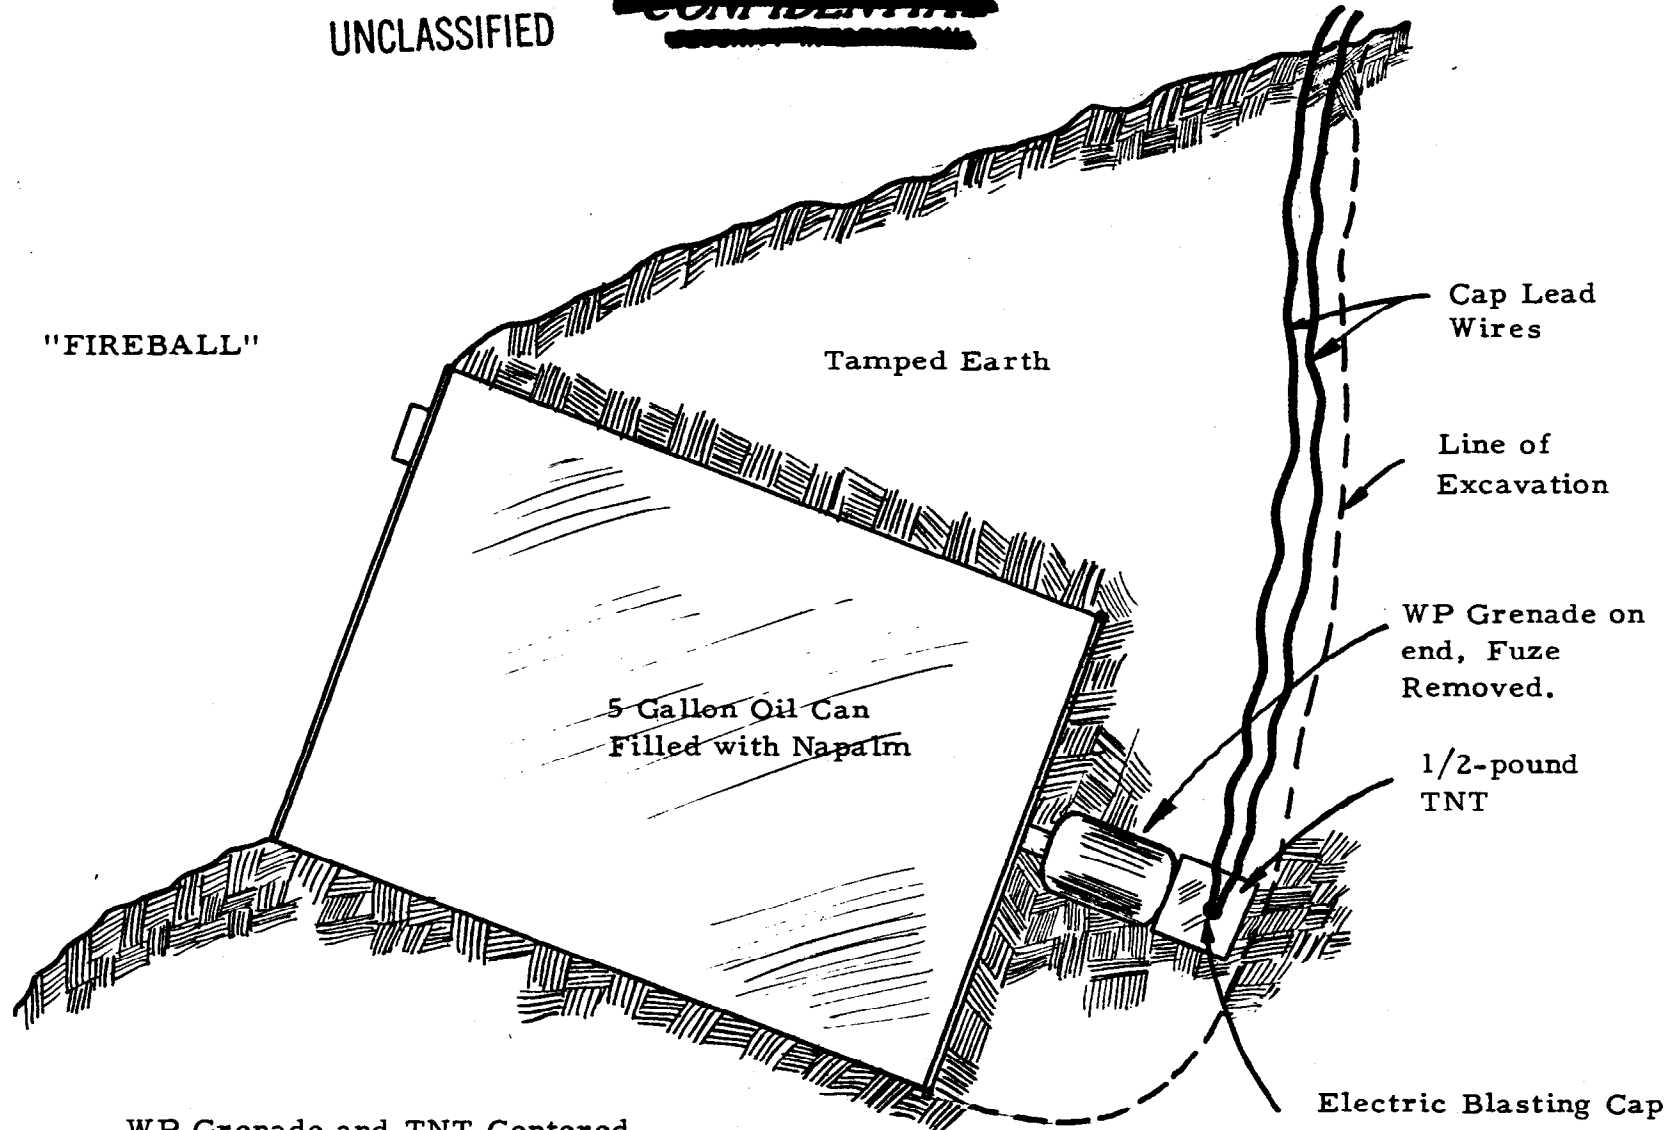 UNCLASSIFIED
CONFIDENTIAL
"FIREBALL"
Tamped Earth
Cap Lead
Wires
Line of
Excavation
WP Grenade on
end, Fuze
Removed.
1/2-pound
TNT
5 Gallon Oil Can
Filled with Napalm
Electric Blasting Cap
WP Grenade and TNT Centered